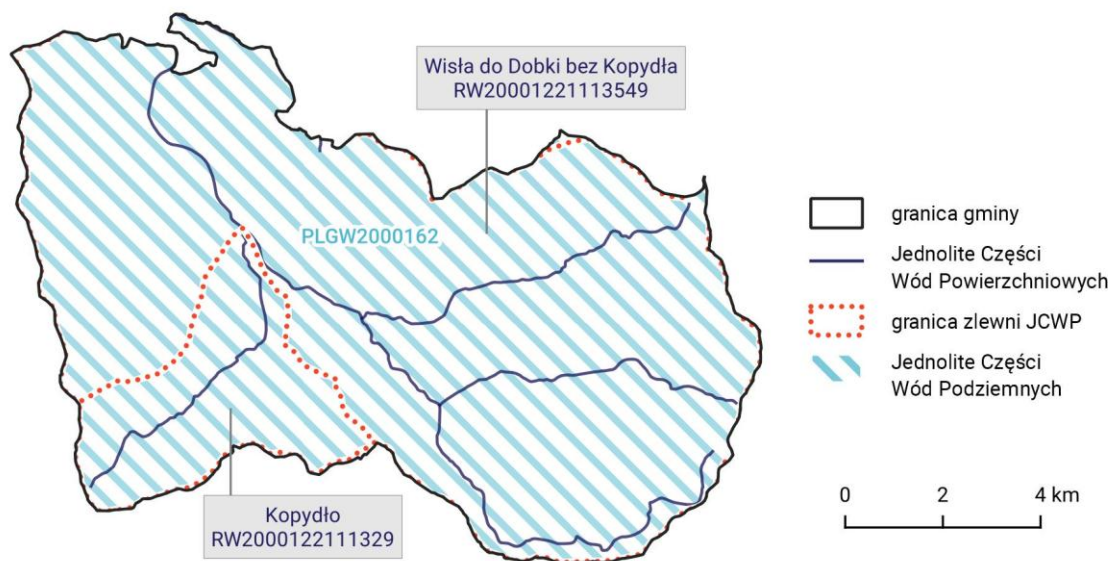 Wisła do Dobki bez Kopydła
RW20001221113549
PLGW2000162
Kopydło
RW2000122111329
granica gminy
Jednolite Części
Wód Powierzchniowych
granica zlewni JCWP
Jednolite Części
Wód Podziemnych
0 2 4 km